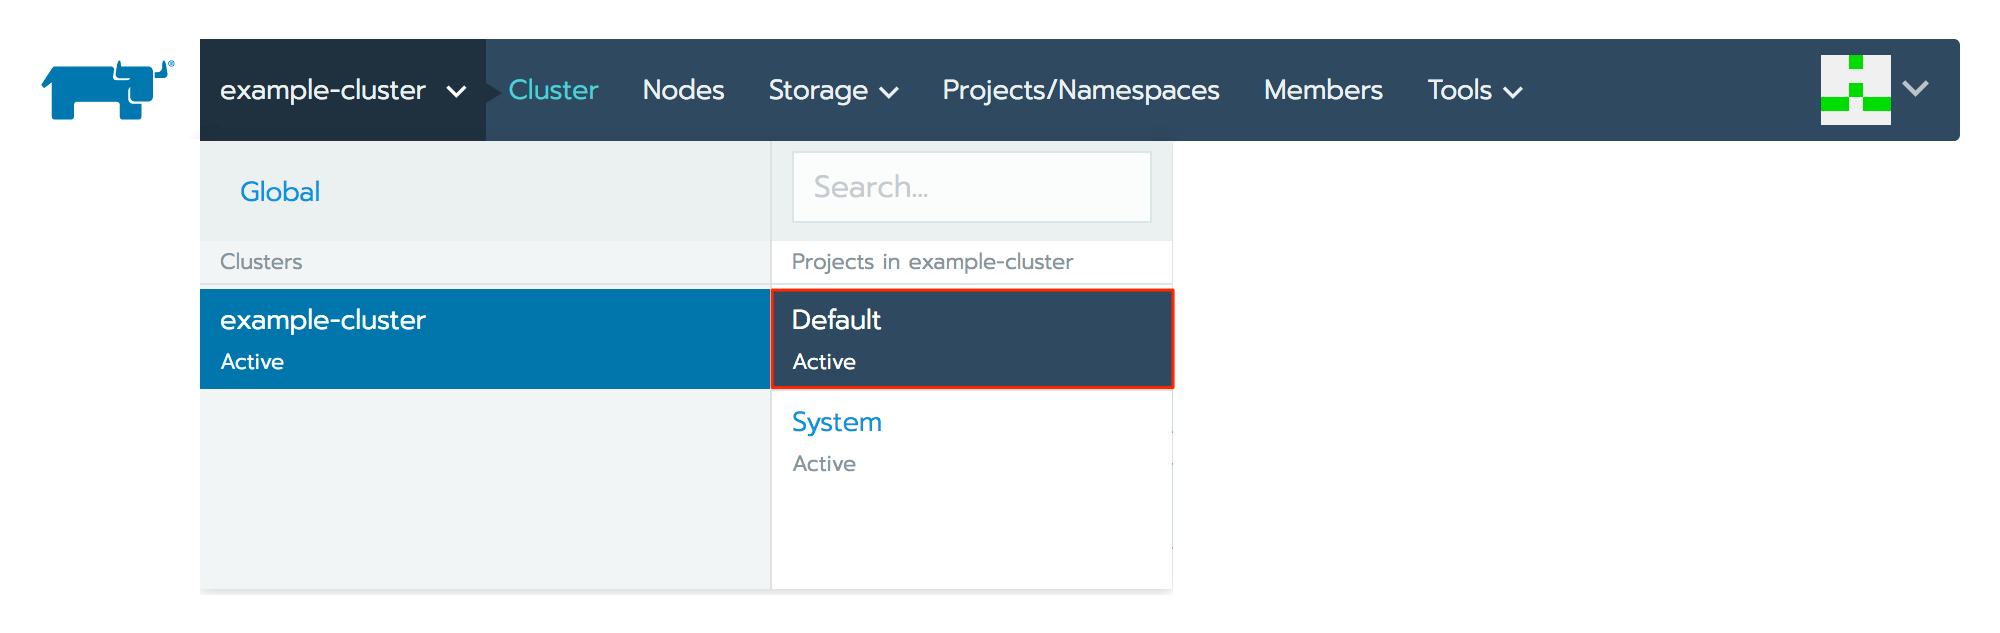 example-cluster Cluster Nodes Storage Projects/Namespaces Members Tools
Global
Search...
Clusters
Projects in example-cluster
example-cluster
Active
Default
Active
System
Active